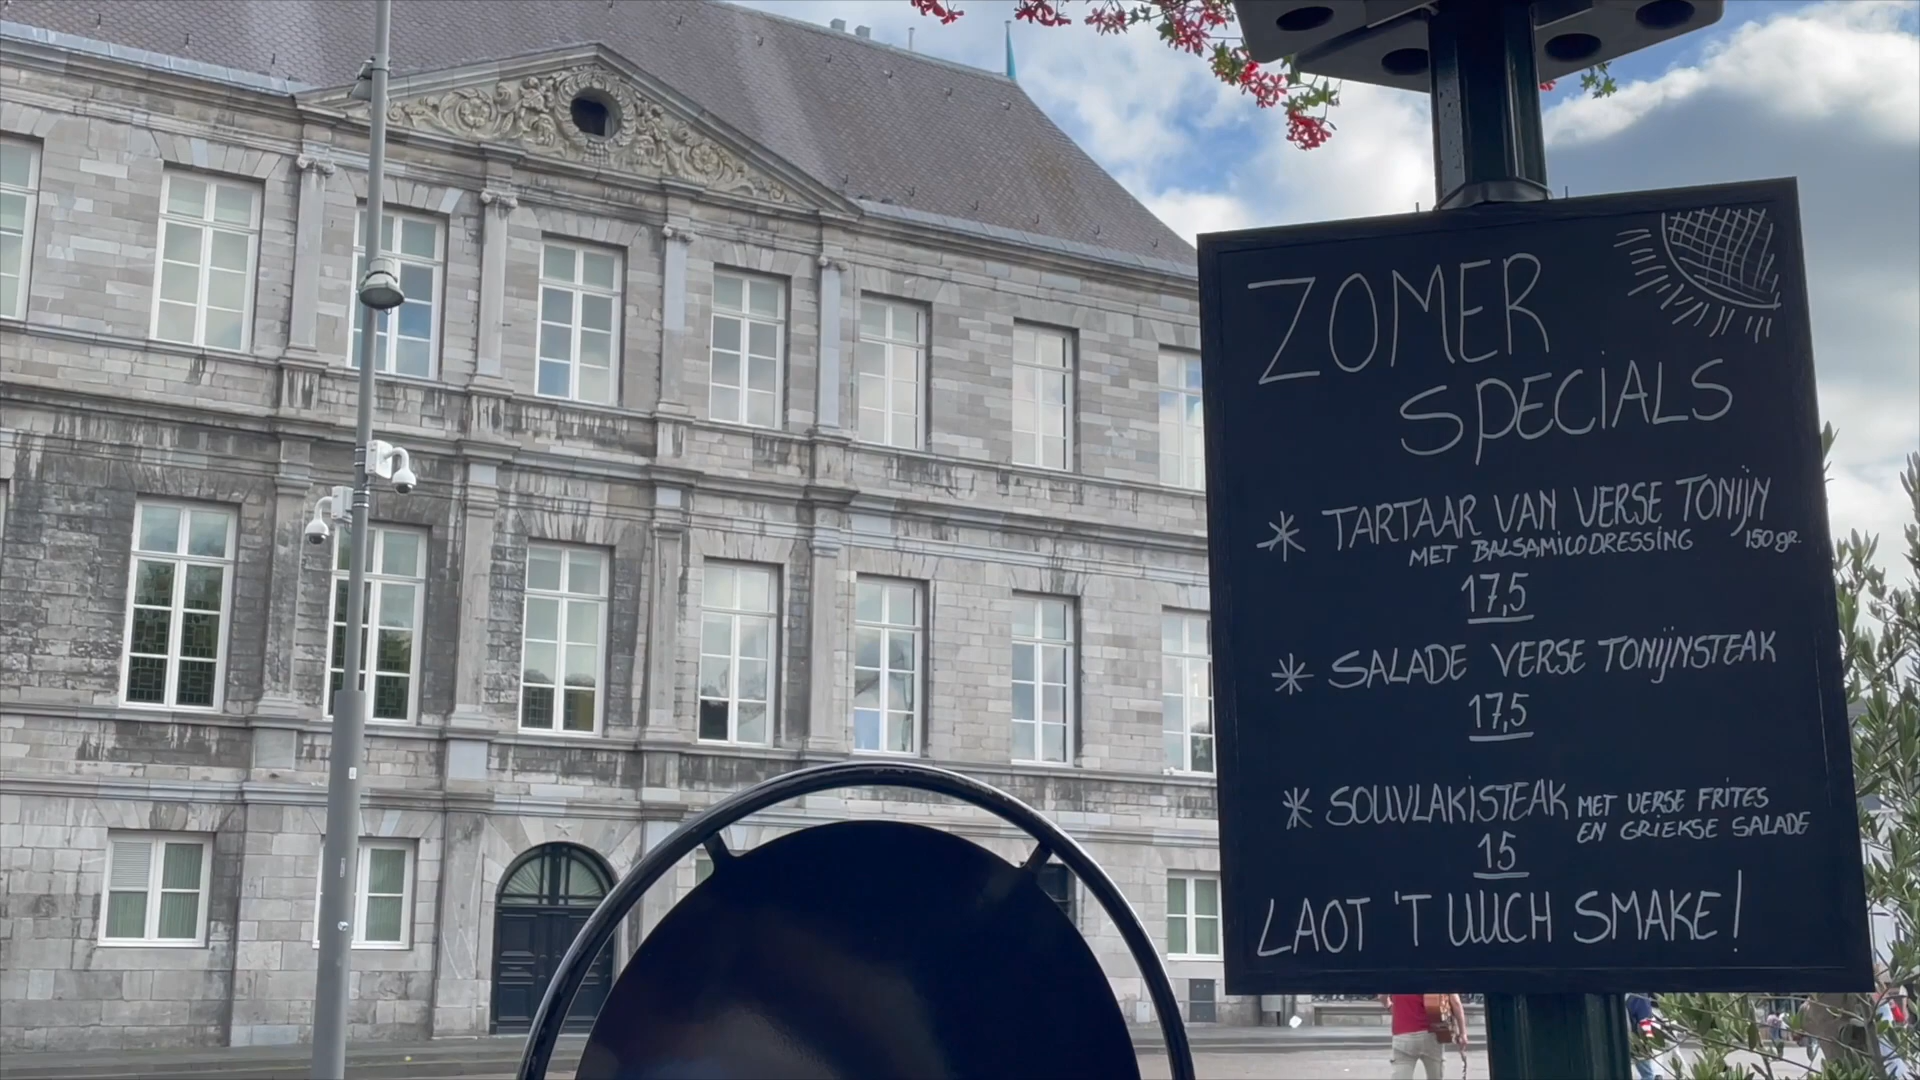 ZOMER
SPECIALS
* TARTAAR VAN VERSE TONIJN
MET BALSAMICODRESSING 150 gr.
17,5
* SALADE VERSE TONIJNSTEAK
17,5
* SOUVLAKISTEAK MET VERSE FRITES
EN GRIEKSE SALADE
15
LAOT 'T UUCH SMAKE!